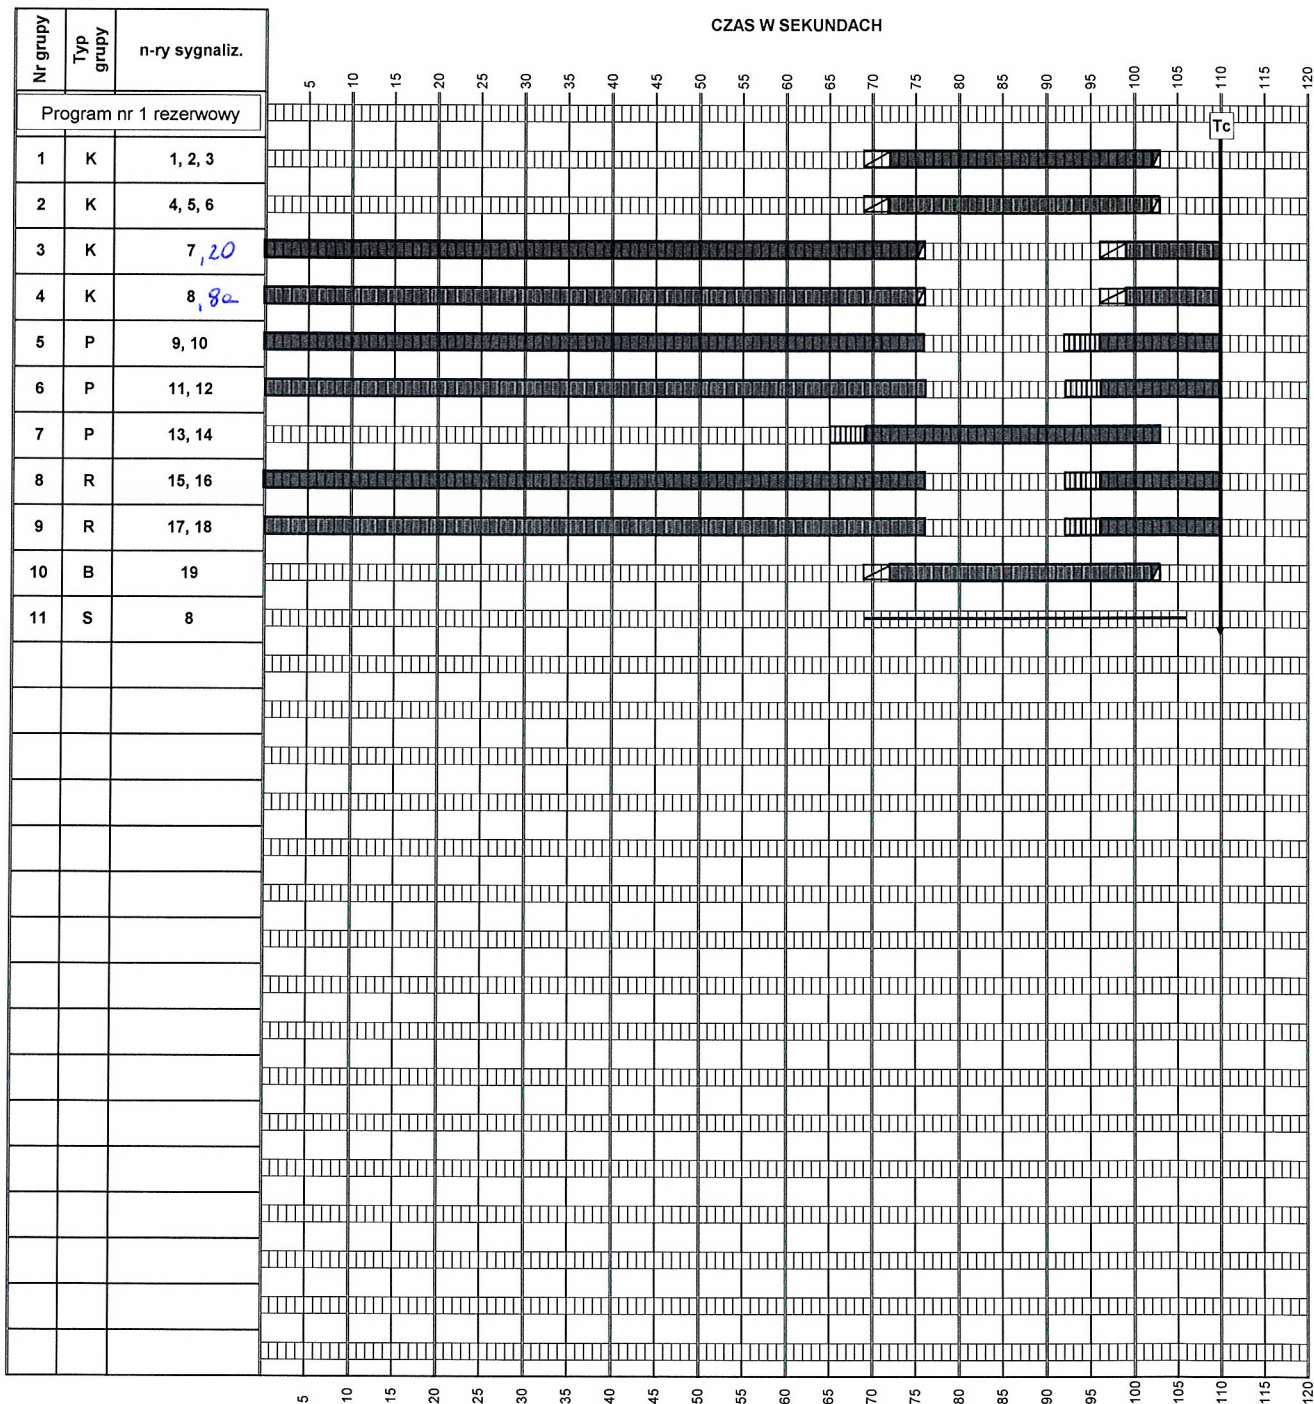 CZAS W SEKUNDACH
Nr grupy Typ grupy n-ry sygnaliz.
5 10 15 20 25 30 35 40 45 50 55 60 65 70 75 80 85 90 95 100 105 110 115 120
Program nr 1 rezerwowy
Tc
1 K 1, 2, 3
2 K 4, 5, 6
3 K 7 ,20
4 K 8 ,8a
5 P 9, 10
6 P 11, 12
7 P 13, 14
8 R 15, 16
9 R 17, 18
10 B 19
11 S 8
5 10 15 20 25 30 35 40 45 50 55 60 65 70 75 80 85 90 95 100 105 110 115 120